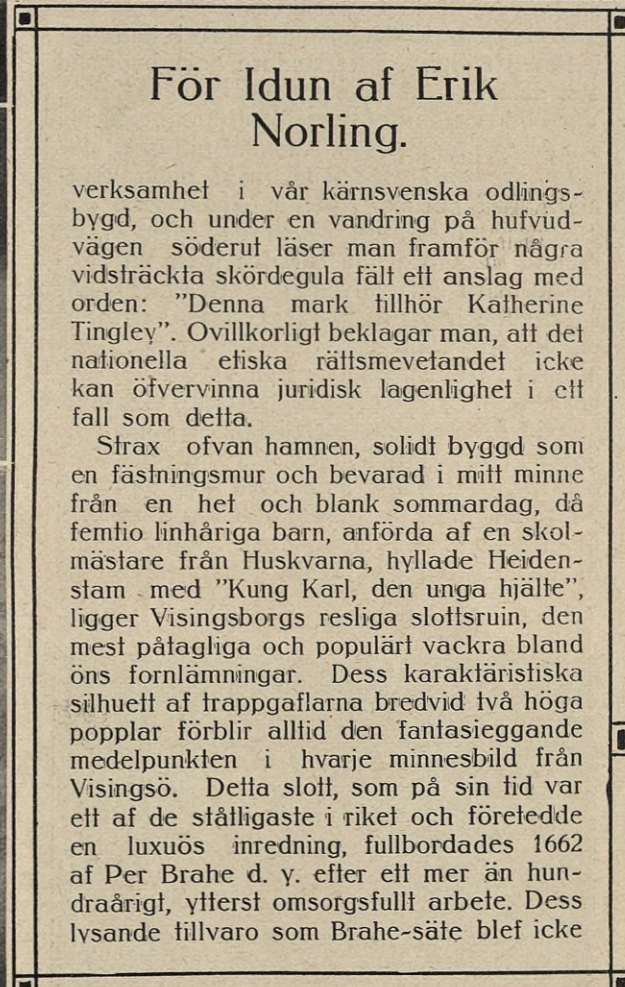 För Idun af Erik
Norling.
verksamhet i vår kärnsvenska odlings-
bygd, och under en vandring på hufvud-
vägen söderut läser man framför några
vidsträckta skördegula fält ett anslag med
orden: "Denna mark tillhör Katherine
Tingley". Ovillkorligt beklagar man, att det
nationella etiska rättsmevetandet icke
kan öfvervinna juridisk lagenlighet i ett
fall som detta.
Strax ofvan hamnen, solidt byggd som
en fästningsmur och bevarad i mitt minne
från en het och blank sommardag, då
femtio linhåriga barn, anförda af en skol-
mästare från Huskvarna, hyllade Heiden-
stam med "Kung Karl, den unga hjälte",
ligger Visingsborgs resliga slottsruin, den
mest påtagliga och populärt vackra bland
öns fornlämningar. Dess karaktäristiska
silhuett af trappgaflarna bredvid två höga
popplar förblir alltid den fantasieggande
medelpunkten i hvarje minnesbild från
Visingsö. Detta slott, som på sin tid var
ett af de ståtligaste i riket och företedde
en luxuös inredning, fullbordades 1662
af Per Brahe d. y. efter ett mer än hun-
draårigt, ytterst omsorgsfullt arbete. Dess
lysande tillvaro som Brahe-säte blef icke